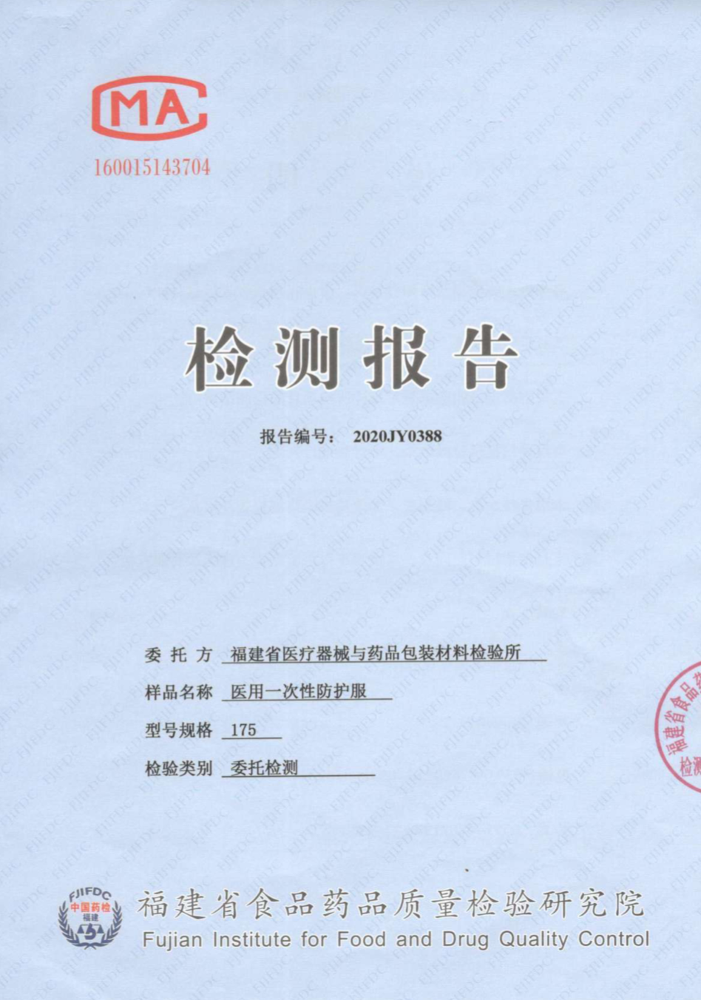 CMA
160015143704
检测报告
报告编号： 2020JY0388
委托方 福建省医疗器械与药品包装材料检验所
样品名称 医用一次性防护服
型号规格 175
检验类别 委托检测
福建省食品药
检测
FJIFDC
中国药检
福建
福建省食品药品质量检验研究院
Fujian Institute for Food and Drug Quality Control